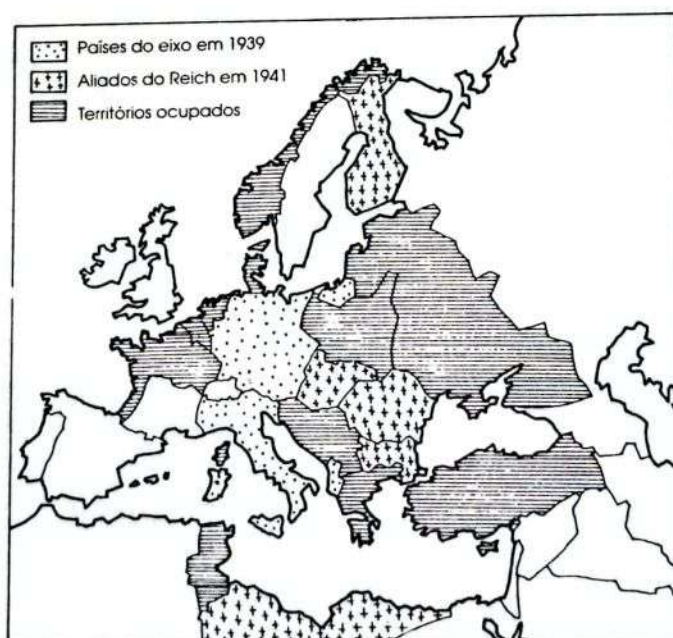 Países do eixo em 1939
Aliados do Reich em 1941
Territórios ocupados